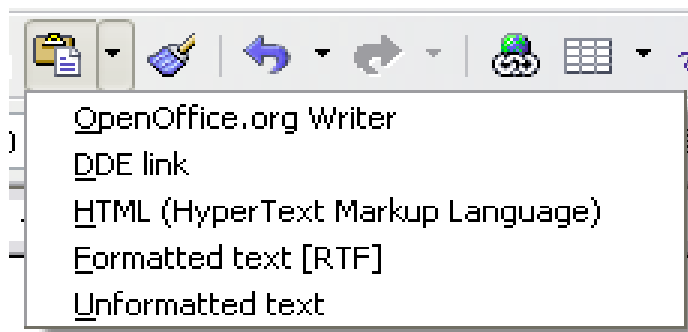 OpenOffice.org Writer
DDE link
HTML (HyperText Markup Language)
Formatted text [RTF]
Unformatted text